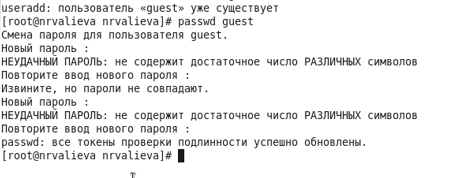 useradd: пользователь «guest» уже существует
[root@nrvalieva nrvalieva]# passwd guest
Смена пароля для пользователя guest.
Новый пароль :
НЕУДАЧНЫЙ ПАРОЛЬ: не содержит достаточное число РАЗЛИЧНЫХ символов
Повторите ввод нового пароля :
Извините, но пароли не совпадают.
Новый пароль :
НЕУДАЧНЫЙ ПАРОЛЬ: не содержит достаточное число РАЗЛИЧНЫХ символов
Повторите ввод нового пароля :
passwd: все токены проверки подлинности успешно обновлены.
[root@nrvalieva nrvalieva]#